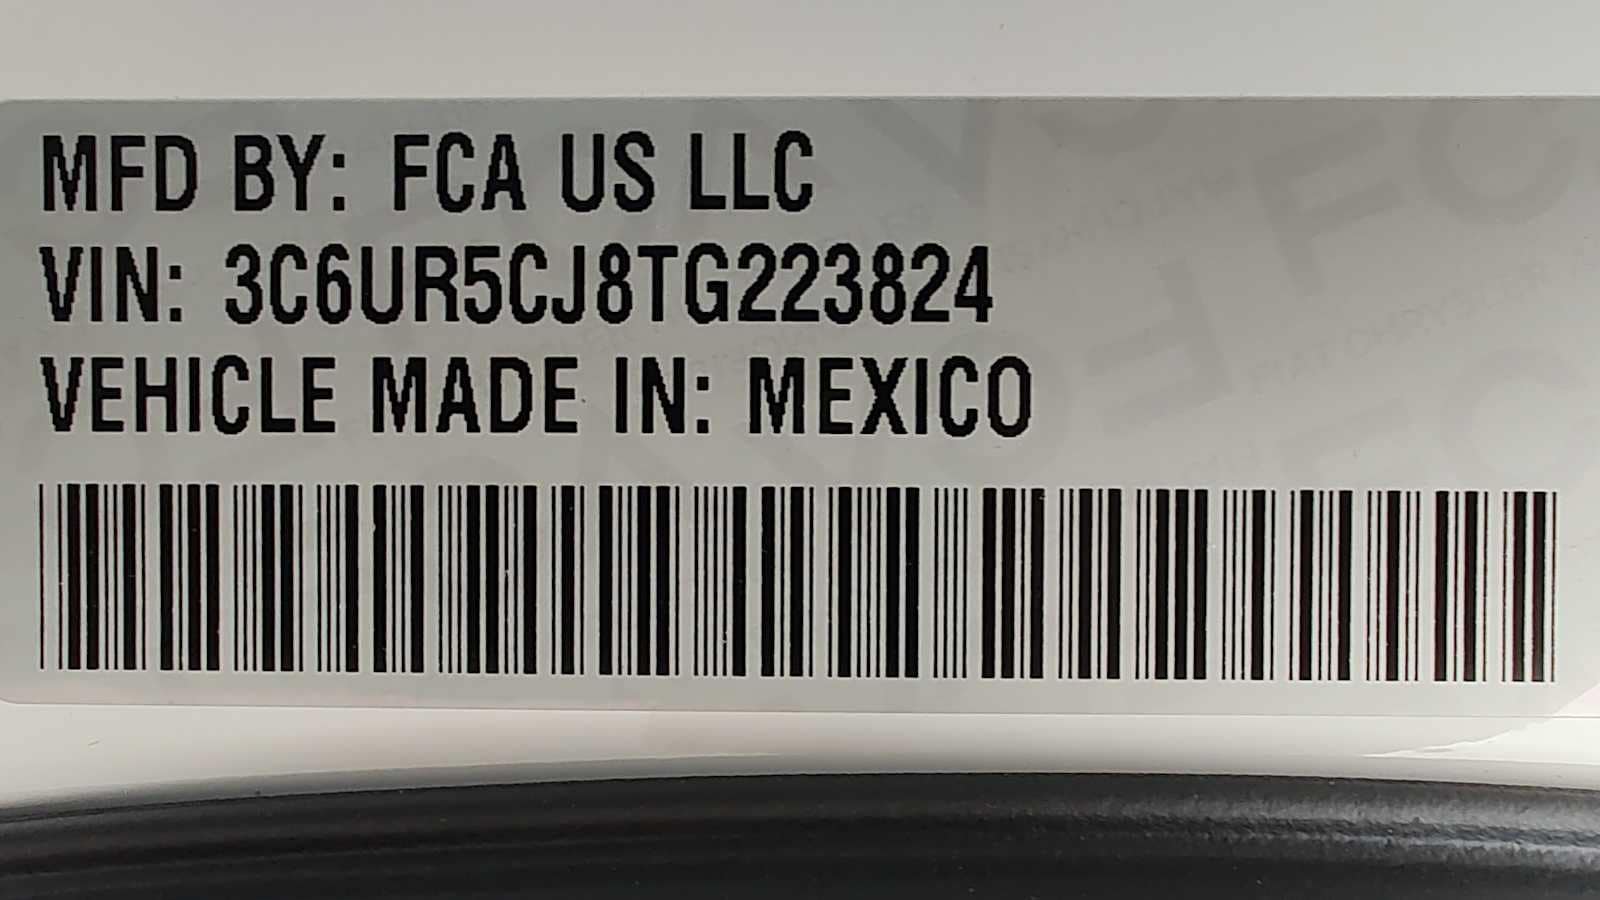 MFD BY: FCA US LLC
VIN: 3C6UR5CJ8TG223824
VEHICLE MADE IN: MEXICO